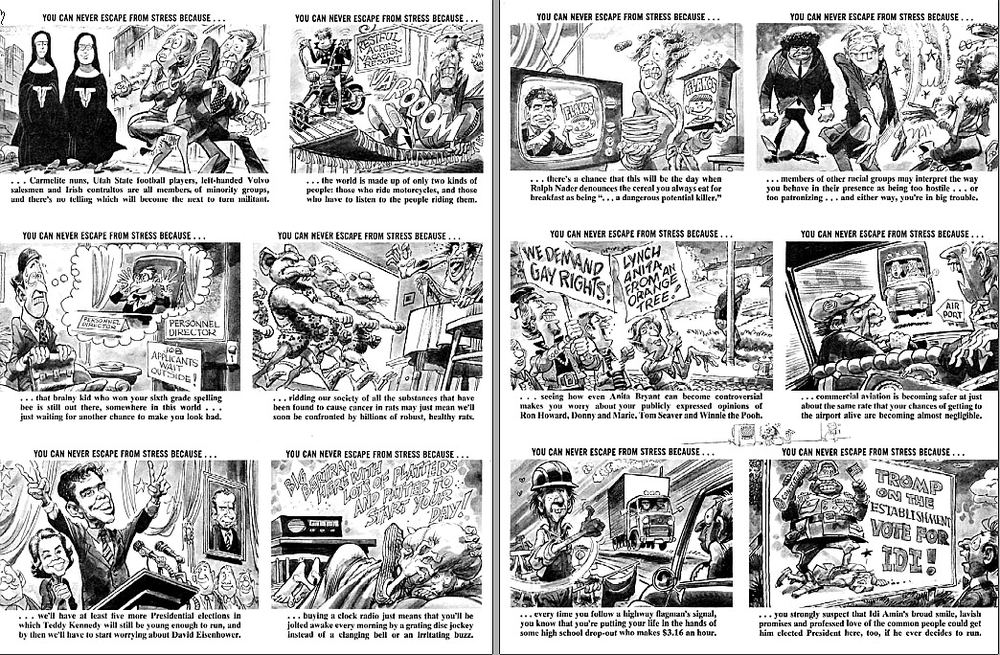 YOU CAN NEVER ESCAPE FROM STRESS BECAUSE . . .
. . . Carmelite nuns, Utah State football players, left-handed Volvo
salesmen and Irish contraltos are all members of minority groups,
and there's no telling which will become the next to turn militant.
YOU CAN NEVER ESCAPE FROM STRESS BECAUSE . . .
RESTFUL
ACRES
RESORT
VAROOOM
. . . the world is made up of only two kinds of
people: those who ride motorcycles, and those
who have to listen to the people riding them.
YOU CAN NEVER ESCAPE FROM STRESS BECAUSE . . .
PERSONNEL
DIRECTOR
PERSONNEL
DIRECTOR
JOB
APPLICANTS
WAIT
OUTSIDE!
. . . that brainy kid who won your sixth grade spelling
bee is still out there, somewhere in this world . . .
just waiting for another chance to make you look bad.
YOU CAN NEVER ESCAPE FROM STRESS BECAUSE . . .
. . . ridding our society of all the substances that have
been found to cause cancer in rats may just mean we'll
soon be confronted by billions of robust, healthy rats.
YOU CAN NEVER ESCAPE FROM STRESS BECAUSE . . .
. . . we'll have at least five more Presidential elections in
which Teddy Kennedy will still be young enough to run, and
by then we'll have to start worrying about David Eisenhower.
YOU CAN NEVER ESCAPE FROM STRESS BECAUSE . . .
BARTMAN
HERE WITH A
LOTTA PLATTERS
AND PATTER TO
START YOUR
DAY!
. . . buying a clock radio just means that you'll be
jolted awake every morning by a grating disc jockey
instead of a clanging bell or an irritating buzz.
YOU CAN NEVER ESCAPE FROM STRESS BECAUSE . . .
FLAKS
FLAKS
. . . there's a chance that this will be the day when
Ralph Nader denounces the cereal you always eat for
breakfast as being “. . . a dangerous potential killer.”
YOU CAN NEVER ESCAPE FROM STRESS BECAUSE . . .
. . . members of other racial groups may interpret the way
you behave in their presence as being too hostile . . . or
too patronizing . . . and either way, you're in big trouble.
YOU CAN NEVER ESCAPE FROM STRESS BECAUSE . . .
WE DEMAND
GAY RIGHTS!
LYNCH
ANITA
FROM AN
ORANGE
TREE!
. . . seeing how even Anita Bryant can become controversial
makes you worry about your publicly expressed opinions of
Ron Howard, Donny and Marie, Tom Seaver and Winnie the Pooh.
YOU CAN NEVER ESCAPE FROM STRESS BECAUSE . . .
AIR
PORT
. . . commercial aviation is becoming safer at just
about the same rate that your chances of getting to
the airport alive are becoming almost negligible.
YOU CAN NEVER ESCAPE FROM STRESS BECAUSE . . .
. . . every time you follow a highway flagman's signal,
you know that you're putting your life in the hands of
some high school drop-out who makes $3.16 an hour.
YOU CAN NEVER ESCAPE FROM STRESS BECAUSE . . .
TROMP
ON THE
ESTABLISHMENT
VOTE FOR
IDI!
. . . you strongly suspect that Idi Amin's broad smile, lavish
promises and professed love of the common people could get
him elected President here, too, if he ever decides to run.